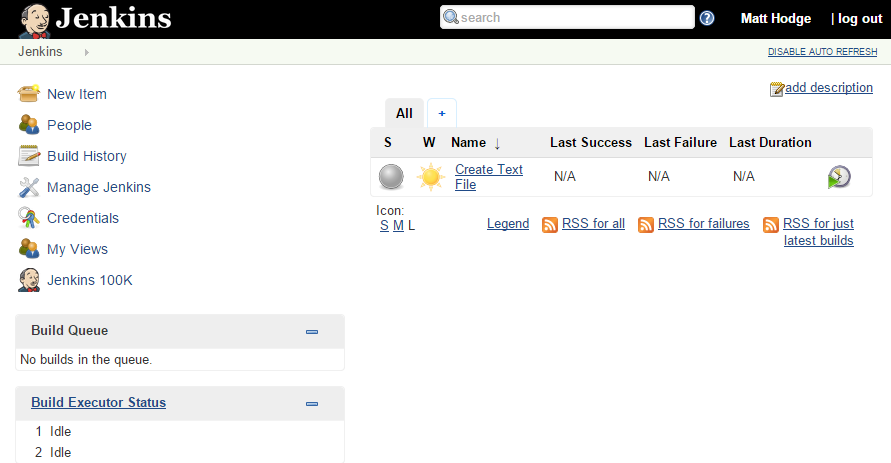 Jenkins
search
Matt Hodge | log out
Jenkins
DISABLE AUTO REFRESH
New Item
People
Build History
Manage Jenkins
Credentials
My Views
Jenkins 100K
Build Queue
No builds in the queue.
Build Executor Status
1 Idle
2 Idle
add description
All +
S W Name ↓ Last Success Last Failure Last Duration
Create Text
File
N/A N/A N/A
Icon:
S M L
Legend RSS for all RSS for failures RSS for just
latest builds